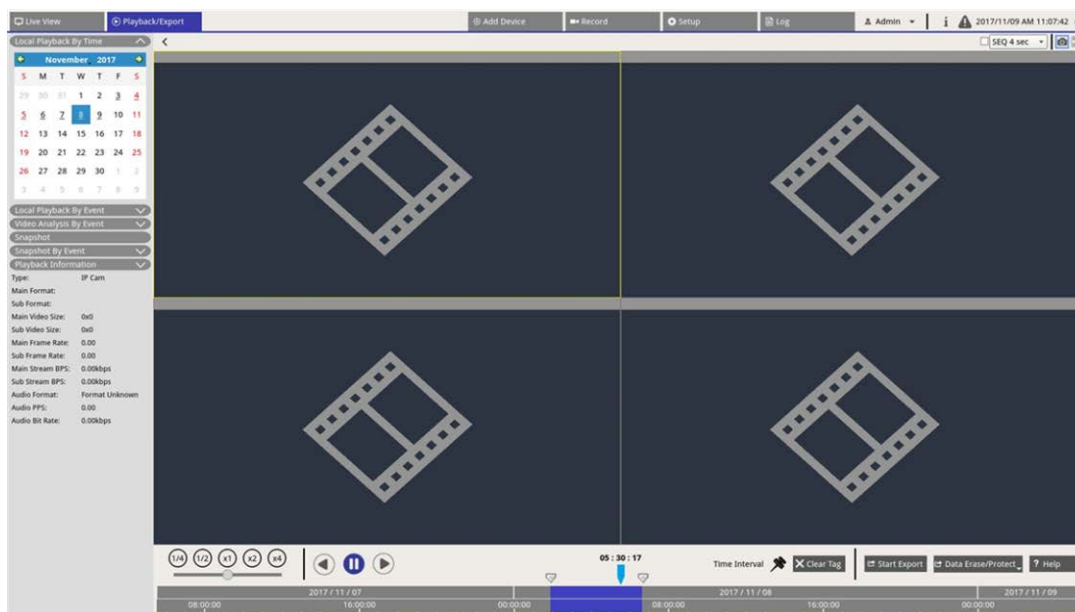 Live View Playback/Export Add Device Record Setup Log Admin i 2017/11/09 AM 11:07:42
Local Playback By Time SEQ 4 sec
November 2017
S M T W T F S
29 30 31 1 2 3 4
5 6 7 8 9 10 11
12 13 14 15 16 17 18
19 20 21 22 23 24 25
26 27 28 29 30 1 2
3 4 5 6 7 8 9
Local Playback By Event
Video Analysis By Event
Snapshot
Snapshot By Event
Playback Information
Type: IP Cam
Main Format:
Sub Format:
Main Video Size: 0x0
Sub Video Size: 0x0
Main Frame Rate: 0.00
Sub Frame Rate: 0.00
Main Stream BPS: 0.00kbps
Sub Stream BPS: 0.00kbps
Audio Format: Format Unknown
Audio PPS: 0.00
Audio Bit Rate: 0.00kbps
1/4 1/2 x1 x2 x4 05 : 30 : 17 Time Interval Clear Tag Start Export Data Erase/Protect ? Help
2017 / 11 / 07 2017 / 11 / 08 2017 / 11 / 09
08:00:00 16:00:00 00:00:00 08:00:00 16:00:00 00:00:00